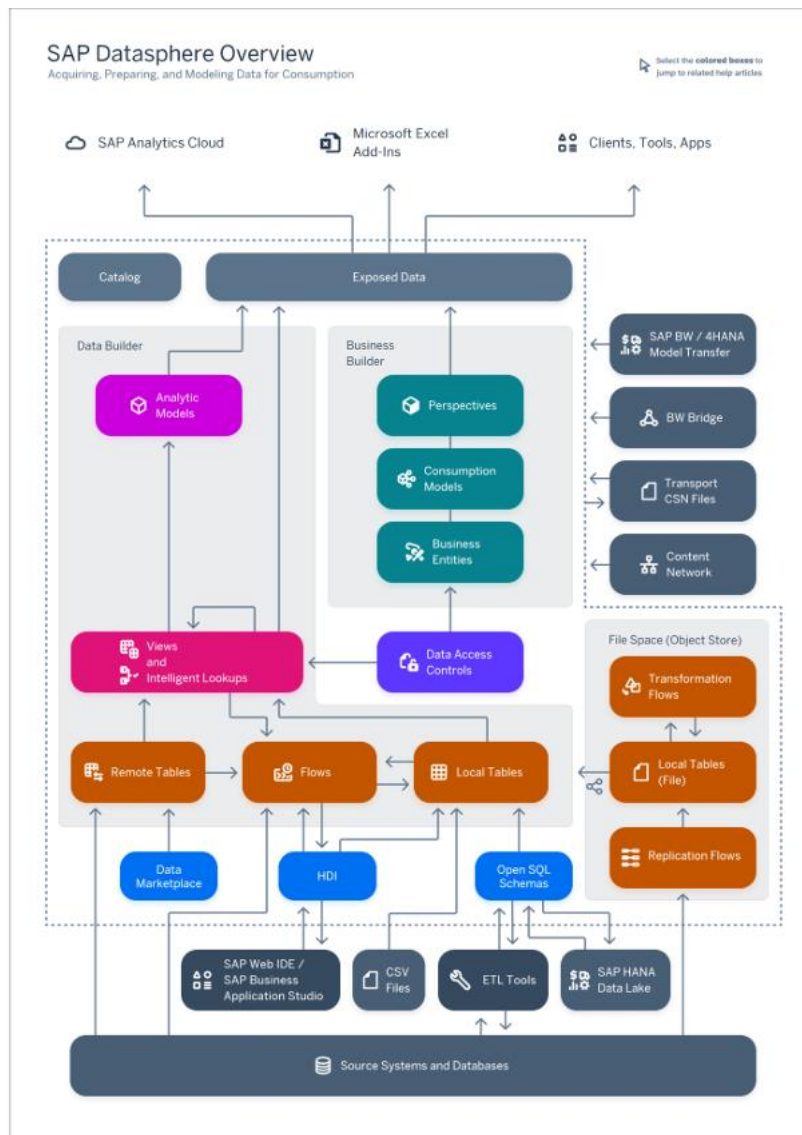 SAP Datasphere Overview
Acquiring, Preparing, and Modeling Data for Consumption
Select the colored boxes to
jump to related help articles
SAP Analytics Cloud
Microsoft Excel
Add-Ins
Clients, Tools, Apps
Catalog
Exposed Data
Data Builder
Business
Builder
SAP BW / 4HANA
Model Transfer
Analytic
Models
Perspectives
BW Bridge
Consumption
Models
Transport
CSN Files
Business
Entities
Content
Network
File Space (Object Store)
Views
and
Intelligent Lookups
Data Access
Controls
Transformation
Flows
Remote Tables
Flows
Local Tables
Local Tables
(File)
Replication Flows
Data
Marketplace
HDI
Open SQL
Schemas
SAP Web IDE /
SAP Business
Application Studio
CSV
Files
ETL Tools
SAP HANA
Data Lake
Source Systems and Databases